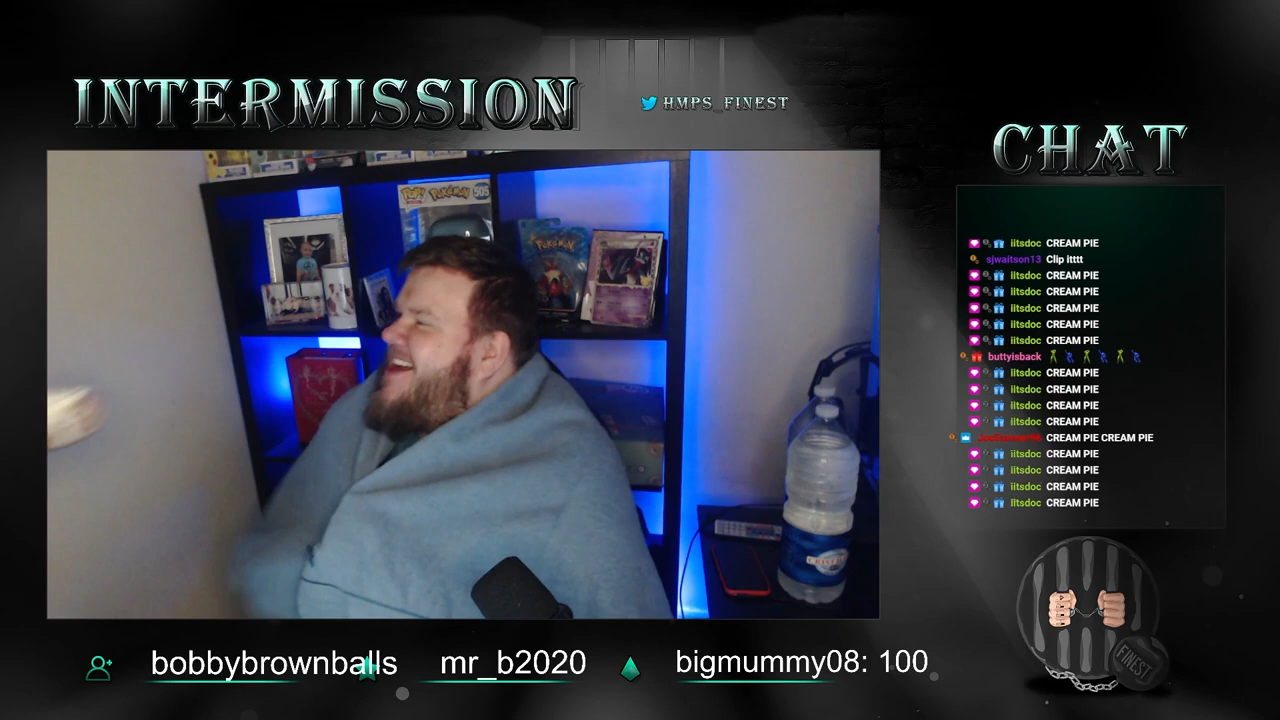 INTERMISSION
HMPS_FINEST
CHAT
POP! POKÉMON 505
POKÉMON
iitsdoc CREAM PIE
sjwaitson13 Clip itttt
iitsdoc CREAM PIE
iitsdoc CREAM PIE
iitsdoc CREAM PIE
iitsdoc CREAM PIE
iitsdoc CREAM PIE
buttyisback
iitsdoc CREAM PIE
iitsdoc CREAM PIE
iitsdoc CREAM PIE
iitsdoc CREAM PIE
CREAM PIE CREAM PIE
iitsdoc CREAM PIE
iitsdoc CREAM PIE
iitsdoc CREAM PIE
iitsdoc CREAM PIE
FINEST
bobbybrownballs
mr_b2020
bigmummy08: 100